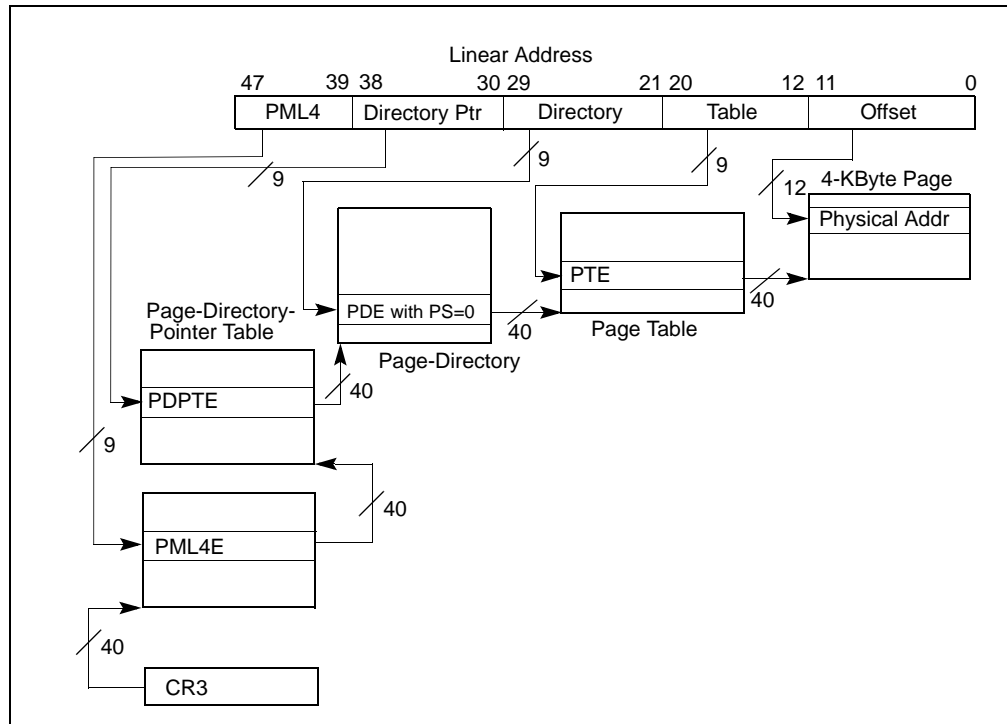 Linear Address
47 39 38 30 29 21 20 12 11 0
PML4 Directory Ptr Directory Table Offset
9 9 9 12 4-KByte Page
Physical Addr
PTE
40
PDE with PS=0
40
Page Table
Page-Directory-
Pointer Table
Page-Directory
PDPTE
40
9
40
PML4E
40
CR3